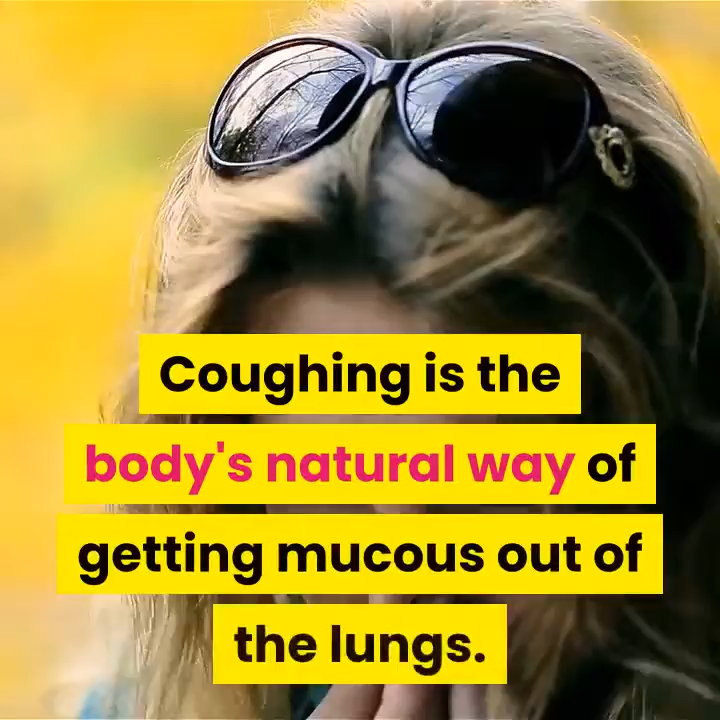 Coughing is the
body's natural way of
getting mucous out of
the lungs.